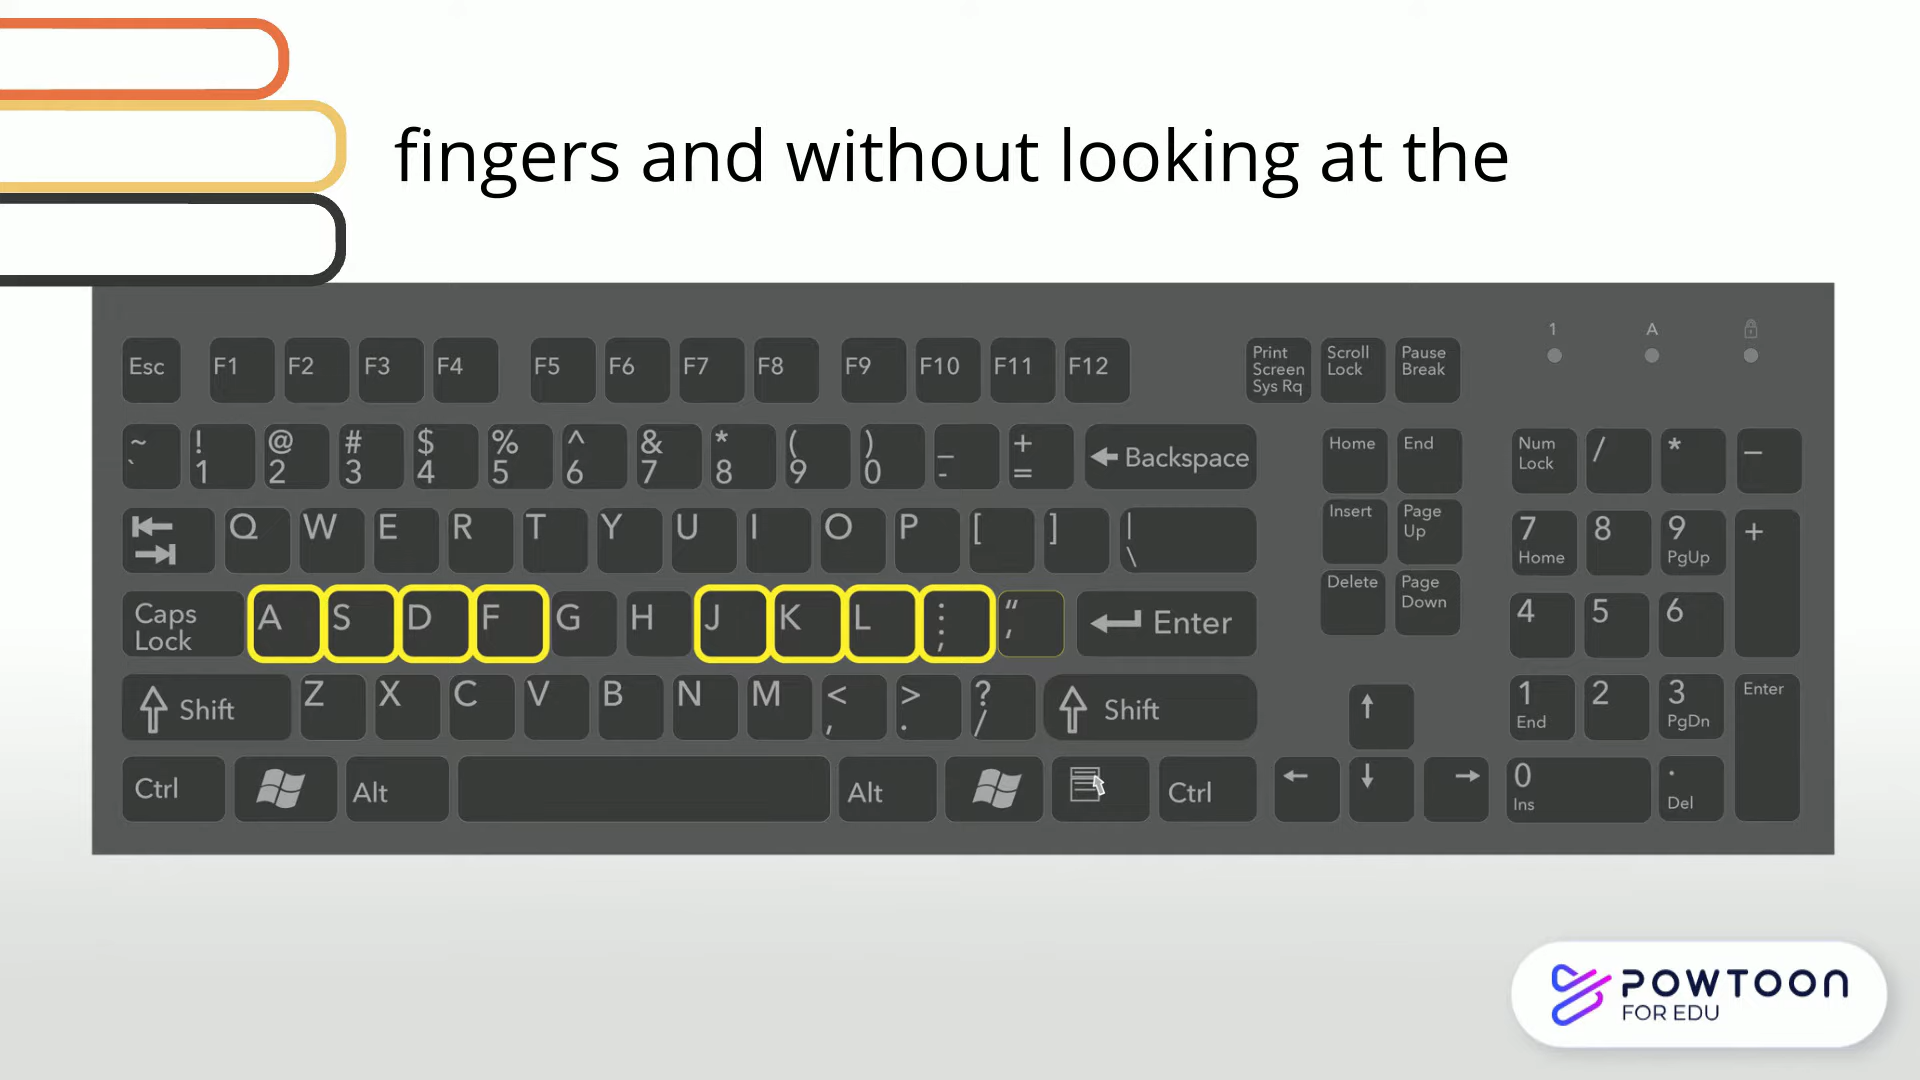 fingers and without looking at the
1 A
Esc F1 F2 F3 F4 F5 F6 F7 F8 F9 F10 F11 F12 Print Screen Sys Rq Scroll Lock Pause Break
~ ` ! 1 @ 2 # 3 $ 4 % 5 ^ 6 & 7 * 8 ( 9 ) 0 _ - + = Backspace Home End Num Lock / * −
Q W E R T Y U I O P [ ] | \ Insert Page Up 7 Home 8 9 PgUp +
Caps Lock A S D F G H J K L : ; “ ‘ Enter Delete Page Down 4 5 6
Shift Z X C V B N M < , > . ? / Shift 1 End 2 3 PgDn Enter
Ctrl Alt Alt Ctrl 0 Ins . Del
POWTOON
FOR EDU